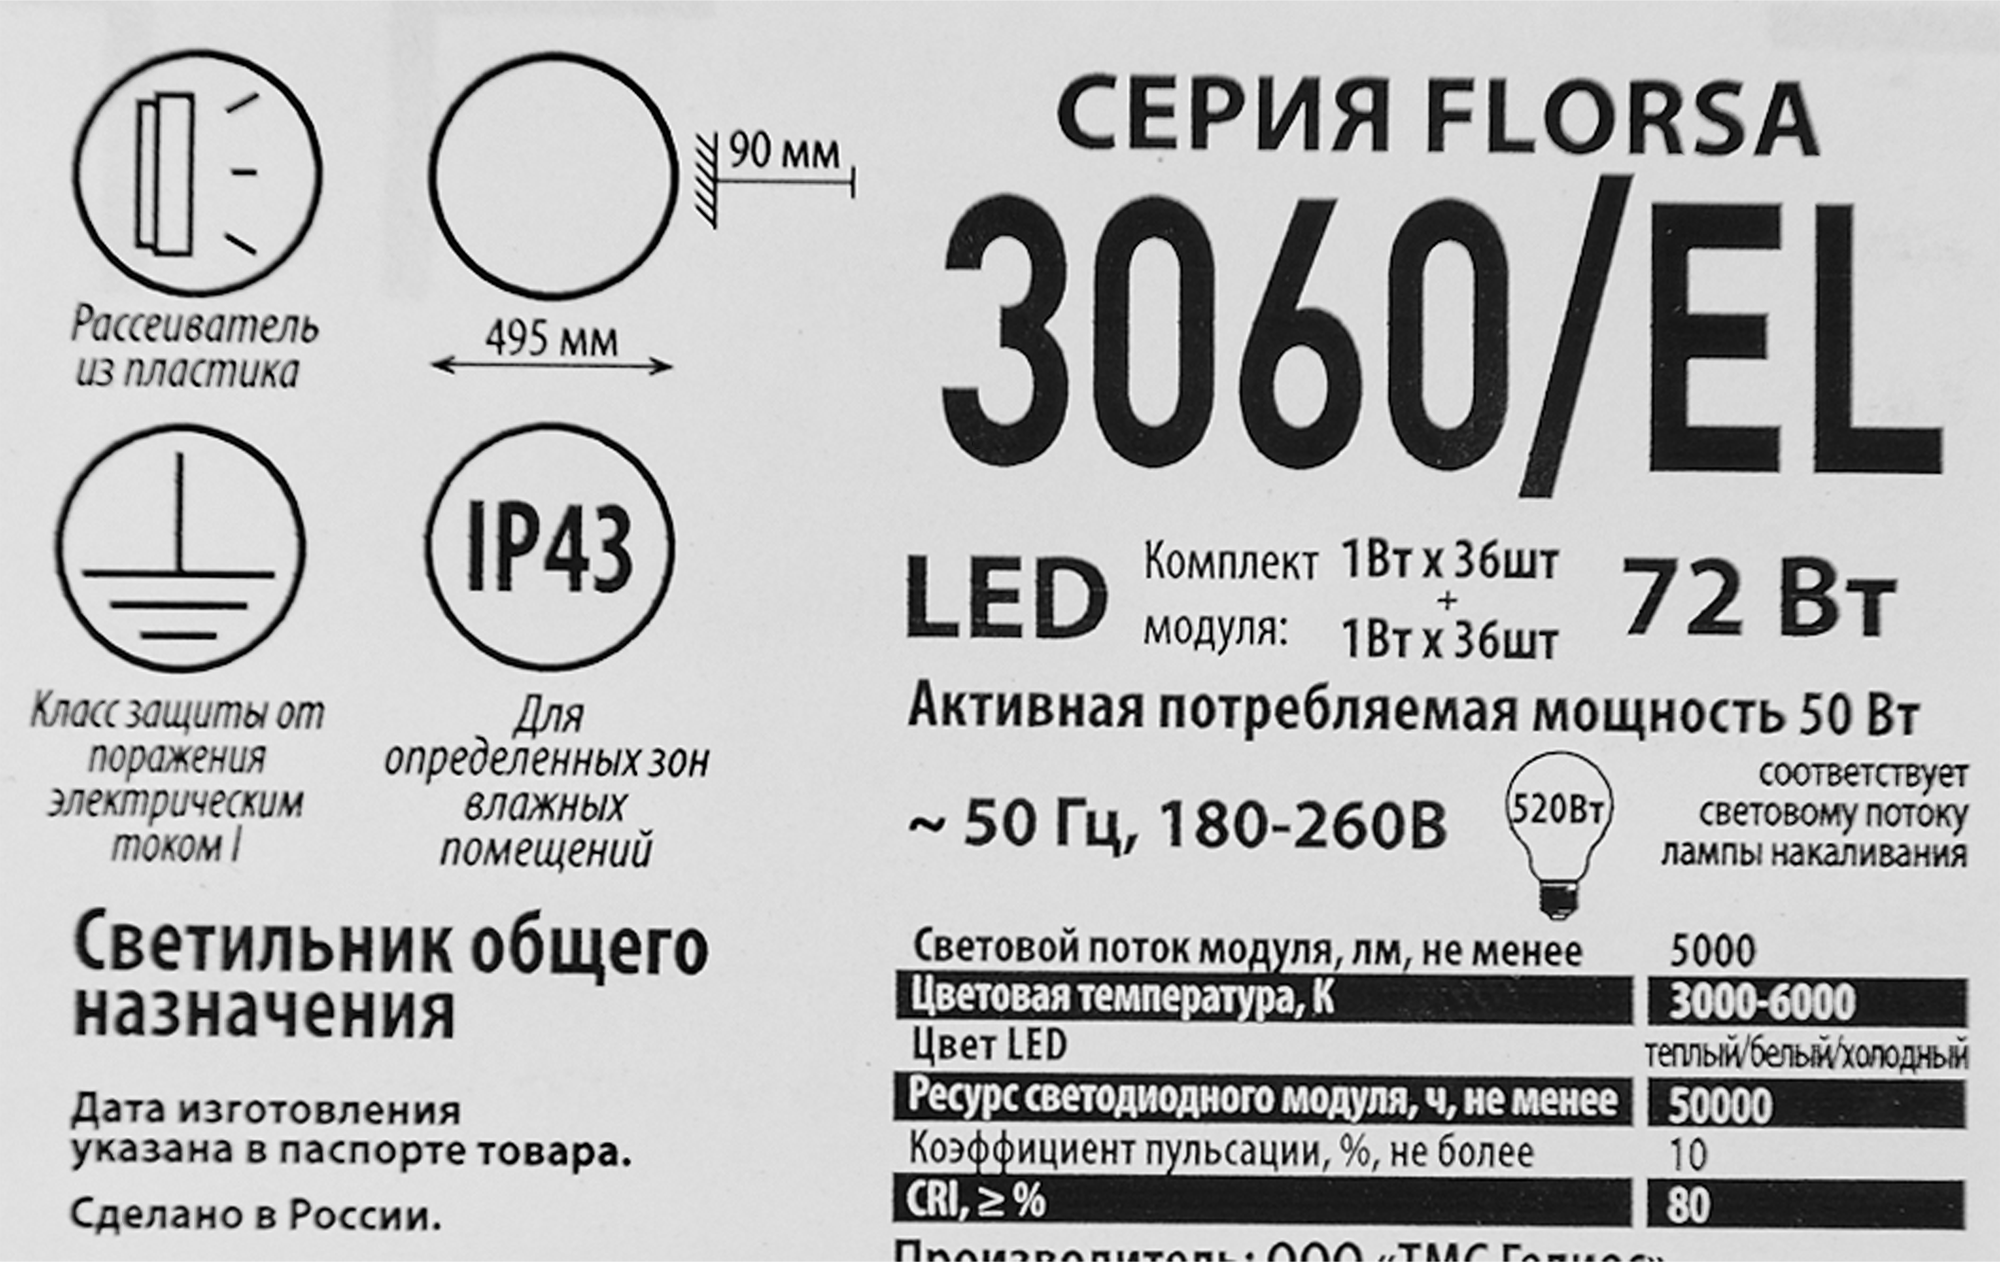 90 мм
Рассеиватель
из пластика
495 мм
IP43
Класс защиты от
поражения
электрическим
током I
Для
определенных зон
влажных
помещений
Светильник общего
назначения
Дата изготовления
указана в паспорте товара.
Сделано в России.
СЕРИЯ FLORSA
3060/EL
LED Комплект модуля: 1Вт х 36шт + 1Вт х 36шт 72 Вт
Активная потребляемая мощность 50 Вт
~ 50 Гц, 180-260В
520Вт
соответствует
световому потоку
лампы накаливания
Световой поток модуля, лм, не менее 5000
Цветовая температура, К 3000-6000
Цвет LED теплый/белый/холодный
Ресурс светодиодного модуля, ч, не менее 50000
Коэффициент пульсации, %, не более 10
CRI, ≥ % 80
Производитель: ООО «ТМС Гелиос»